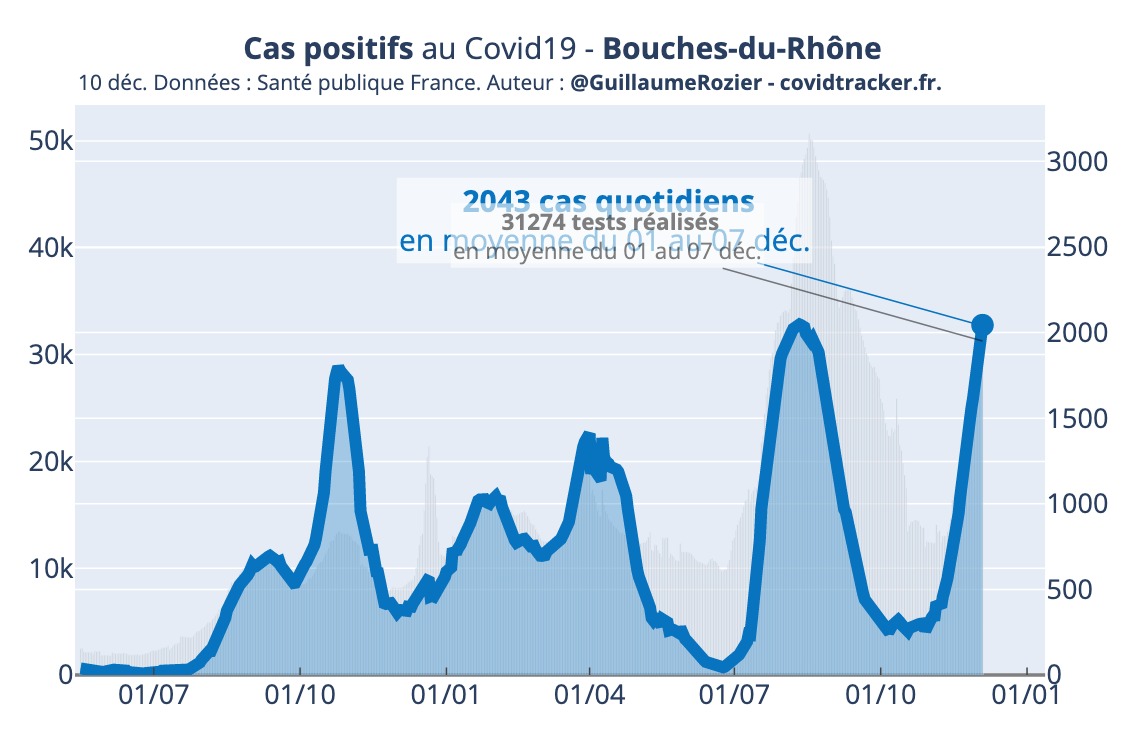 Cas positifs au Covid19 - Bouches-du-Rhône
10 déc. Données : Santé publique France. Auteur : @GuillaumeRozier - covidtracker.fr.
50k
40k
30k
20k
10k
0
2043 cas quotidiens
en moyenne du 01 au 07 déc.
31274 tests réalisés
en moyenne du 01 au 07 déc.
3000
2500
2000
1500
1000
500
0
01/07
01/10
01/01
01/04
01/07
01/10
01/01